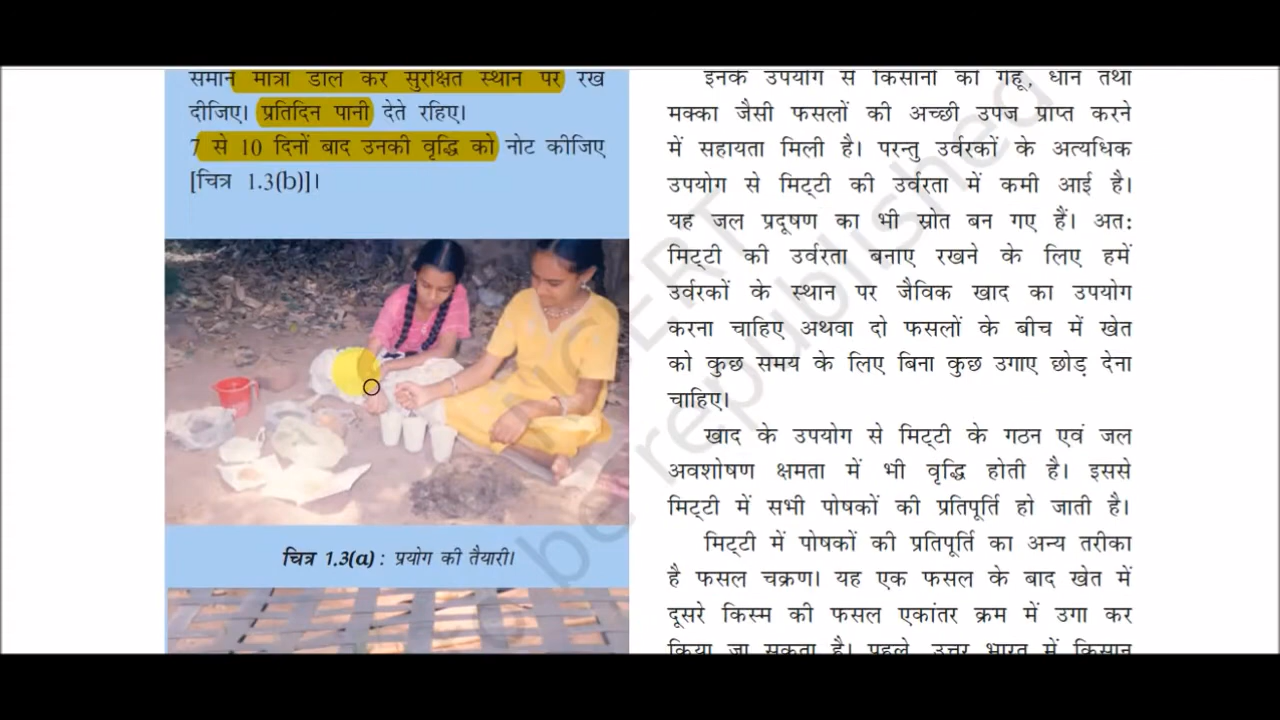 समान मात्रा डाल कर सुरक्षित स्थान पर रख
दीजिए। प्रतिदिन पानी देते रहिए।
7 से 10 दिनों बाद उनकी वृद्धि को नोट कीजिए
[चित्र 1.3(b)]।
चित्र 1.3(a) : प्रयोग की तैयारी।
इनके उपयोग से किसानों को गेहूँ, धान तथा
मक्का जैसी फसलों की अच्छी उपज प्राप्त करने
में सहायता मिली है। परन्तु उर्वरकों के अत्यधिक
उपयोग से मिट्टी की उर्वरता में कमी आई है।
यह जल प्रदूषण का भी स्रोत बन गए हैं। अत:
मिट्टी की उर्वरता बनाए रखने के लिए हमें
उर्वरकों के स्थान पर जैविक खाद का उपयोग
करना चाहिए अथवा दो फसलों के बीच में खेत
को कुछ समय के लिए बिना कुछ उगाए छोड़ देना
चाहिए।
खाद के उपयोग से मिट्टी के गठन एवं जल
अवशोषण क्षमता में भी वृद्धि होती है। इससे
मिट्टी में सभी पोषकों की प्रतिपूर्ति हो जाती है।
मिट्टी में पोषकों की प्रतिपूर्ति का अन्य तरीका
है फसल चक्रण। यह एक फसल के बाद खेत में
दूसरे किस्म की फसल एकांतर क्रम में उगा कर
किया जा सकता है। पहले, उत्तर भारत में किसान
NCERT
be republished